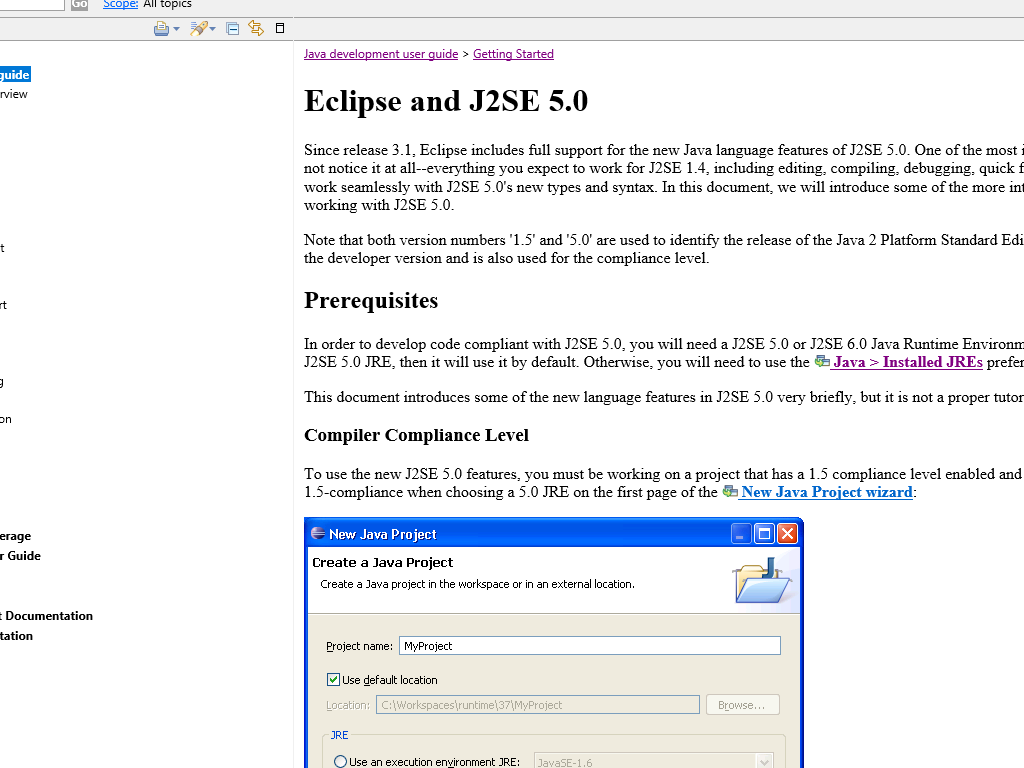 Go Scope: All topics
guide
rview
t
rt
g
on
erage
r Guide
t Documentation
tation
Java development user guide > Getting Started
Eclipse and J2SE 5.0
Since release 3.1, Eclipse includes full support for the new Java language features of J2SE 5.0. One of the most i
not notice it at all--everything you expect to work for J2SE 1.4, including editing, compiling, debugging, quick f
work seamlessly with J2SE 5.0's new types and syntax. In this document, we will introduce some of the more int
working with J2SE 5.0.
Note that both version numbers '1.5' and '5.0' are used to identify the release of the Java 2 Platform Standard Edi
the developer version and is also used for the compliance level.
Prerequisites
In order to develop code compliant with J2SE 5.0, you will need a J2SE 5.0 or J2SE 6.0 Java Runtime Environm
J2SE 5.0 JRE, then it will use it by default. Otherwise, you will need to use the Java > Installed JREs prefer
This document introduces some of the new language features in J2SE 5.0 very briefly, but it is not a proper tutor
Compiler Compliance Level
To use the new J2SE 5.0 features, you must be working on a project that has a 1.5 compliance level enabled and
1.5-compliance when choosing a 5.0 JRE on the first page of the New Java Project wizard:
New Java Project
Create a Java Project
Create a Java project in the workspace or in an external location.
Project name: MyProject
Use default location
Location: C:\Workspaces\runtime\37\MyProject Browse...
JRE
Use an execution environment JRE: JavaSE-1.6